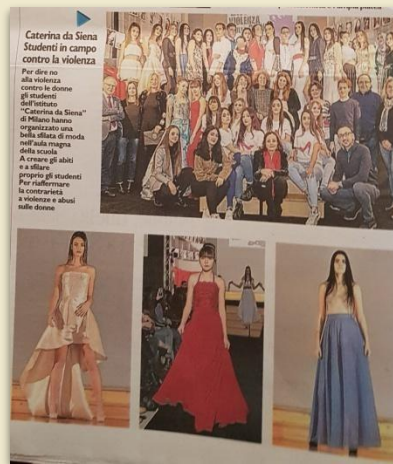 Caterina da Siena
Studenti in campo
contro la violenza
Per dire no
alla violenza
contro le donne
gli studenti
dell'istituto
"Caterina da Siena"
di Milano hanno
organizzato una
bella sfilata di moda
nell'aula magna
della scuola
A creare gli abiti
e a sfilare
proprio gli studenti
Per riaffermare
la contrarietà
a violenze e abusi
sulle donne
VIOLENZA